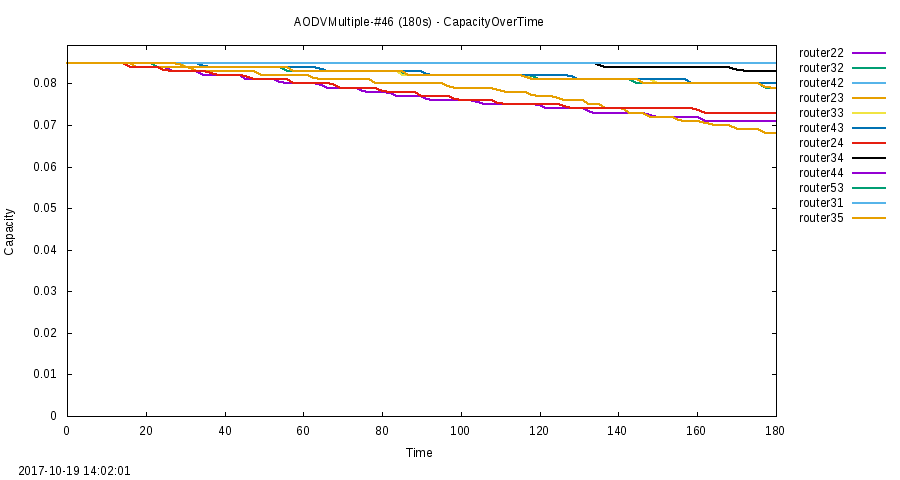 AODVMultiple-#46 (180s) - CapacityOverTime
router22
router32
router42
router23
router33
router43
router24
router34
router44
router53
router31
router35
0.08
0.07
0.06
0.05
0.04
0.03
0.02
0.01
0
Capacity
0 20 40 60 80 100 120 140 160 180
Time
2017-10-19 14:02:01